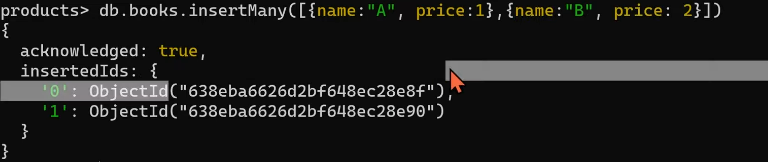 products> db.books.insertMany([{name:"A", price:1},{name:"B", price: 2}])
{
  acknowledged: true,
  insertedIds: {
    '0': ObjectId("638eba6626d2bf648ec28e8f"),
    '1': ObjectId("638eba6626d2bf648ec28e90")
  }
}